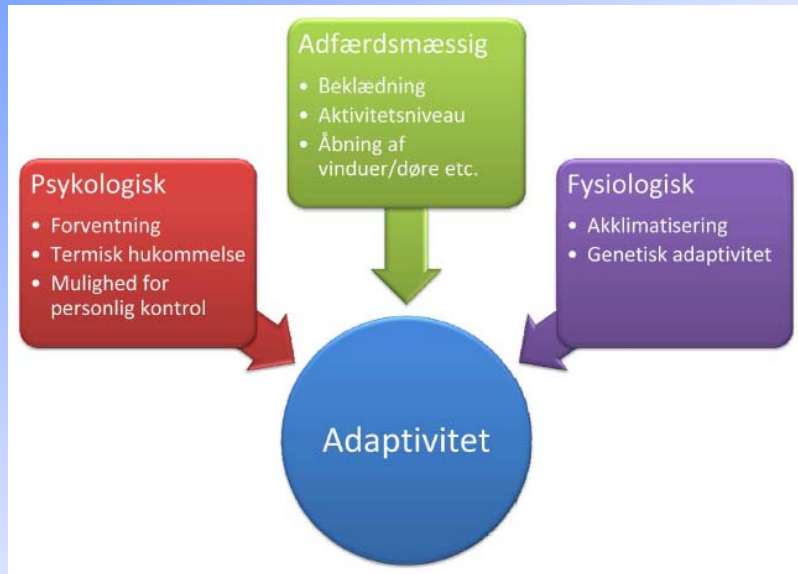 Adfærdsmæssig
• Beklædning
• Aktivitetsniveau
• Åbning af
vinduer/døre etc.
Psykologisk
• Forventning
• Termisk hukommelse
• Mulighed for
personlig kontrol
Fysiologisk
• Akklimatisering
• Genetisk adaptivitet
Adaptivitet